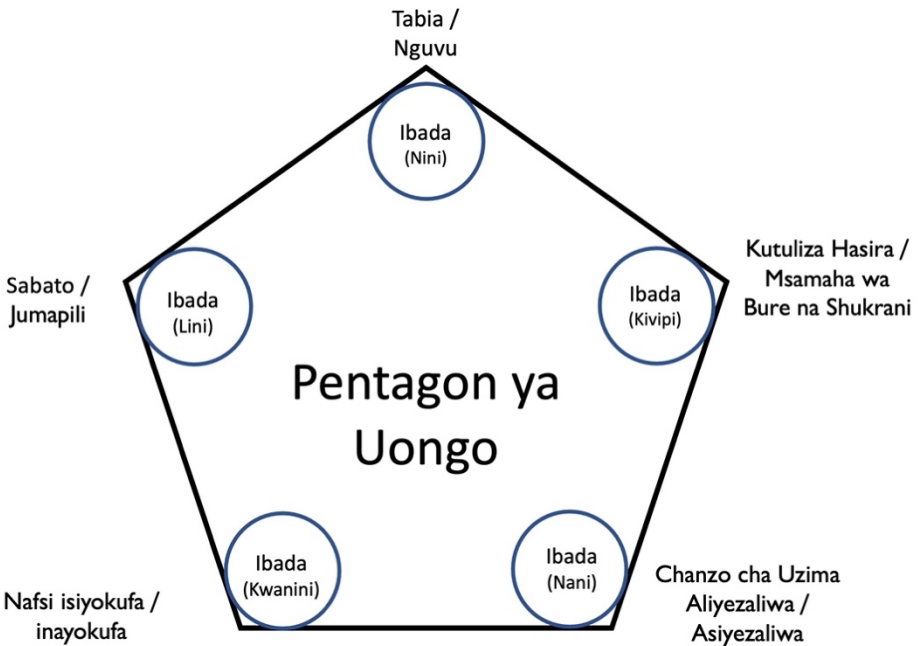 Tabia /
Nguvu
Ibada
(Nini)
Sabato /
Jumapili
Ibada
(Lini)
Ibada
(Kivipi)
Kutuliza Hasira /
Msamaha wa
Bure na Shukrani
Pentagon ya
Uongo
Nafsi isiyokufa /
inayokufa
Ibada
(Kwanini)
Ibada
(Nani)
Chanzo cha Uzima
Aliyezaliwa /
Asiyezaliwa